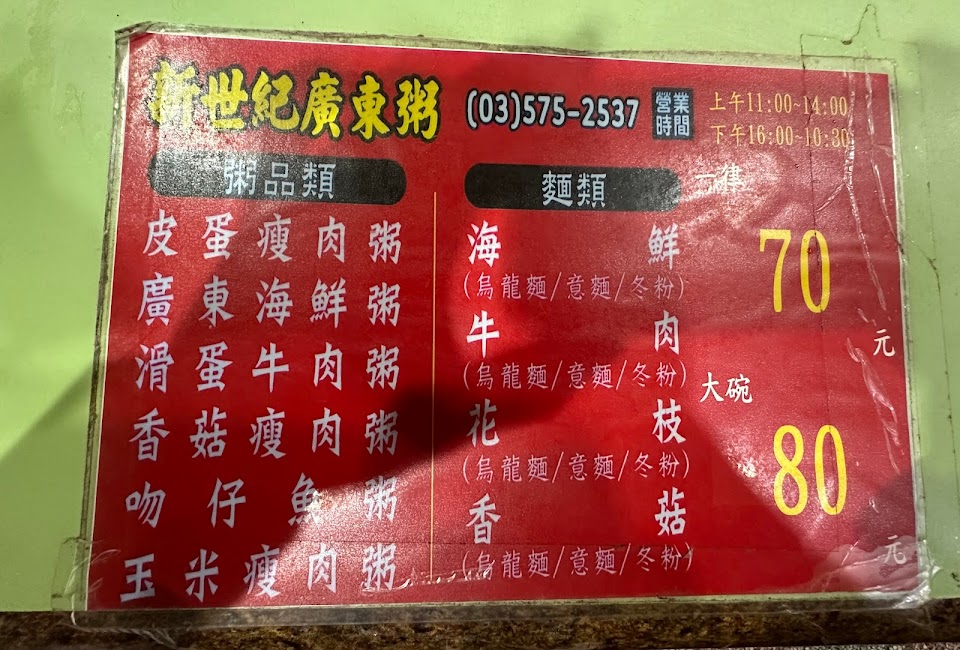 新世紀廣東粥 (03)575-2537 營業時間 上午11:00~14:00
下午16:00~10:30
粥品類
皮蛋瘦肉粥
廣東海鮮粥
滑蛋牛肉粥
香菇瘦肉粥
吻仔魚粥
玉米瘦肉粥
麵類
海鮮
(烏龍麵/意麵/冬粉)
牛肉
(烏龍麵/意麵/冬粉)
花枝
(烏龍麵/意麵/冬粉)
香菇
(烏龍麵/意麵/冬粉)
一律
70
元
大碗
80
元